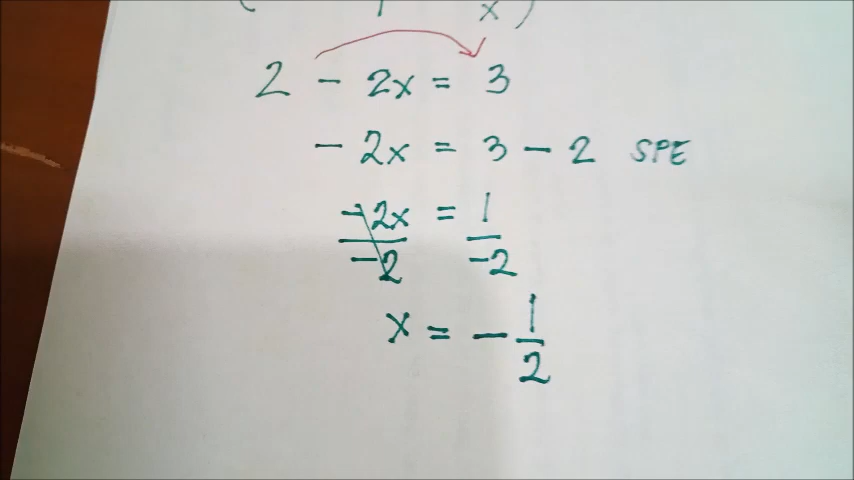 2 - 2x = 3
- 2x = 3 - 2 SPE
-2x = 1
-2 -2
x = - 1/2